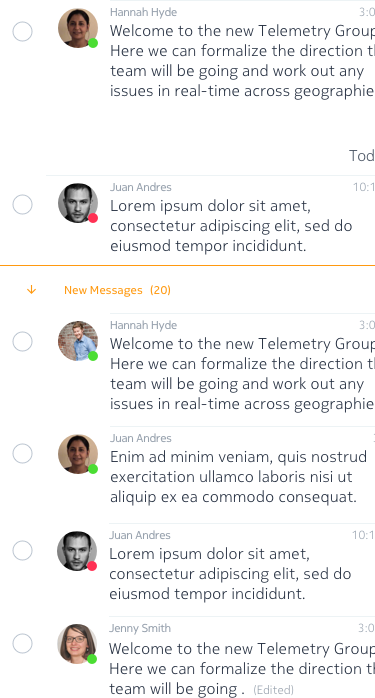 Hannah Hyde 3:0
Welcome to the new Telemetry Group
Here we can formalize the direction t
team will be going and work out any
issues in real-time across geographie
Tod
Juan Andres 10:1
Lorem ipsum dolor sit amet,
consectetur adipiscing elit, sed do
eiusmod tempor incididunt.
New Messages (20)
Hannah Hyde 3:0
Welcome to the new Telemetry Group
Here we can formalize the direction t
team will be going and work out any
issues in real-time across geographie
Juan Andres
Enim ad minim veniam, quis nostrud
exercitation ullamco laboris nisi ut
aliquip ex ea commodo consequat.
Juan Andres 10:1
Lorem ipsum dolor sit amet,
consectetur adipiscing elit, sed do
eiusmod tempor incididunt.
Jenny Smith 3:0
Welcome to the new Telemetry Group
Here we can formalize the direction t
team will be going . (Edited)